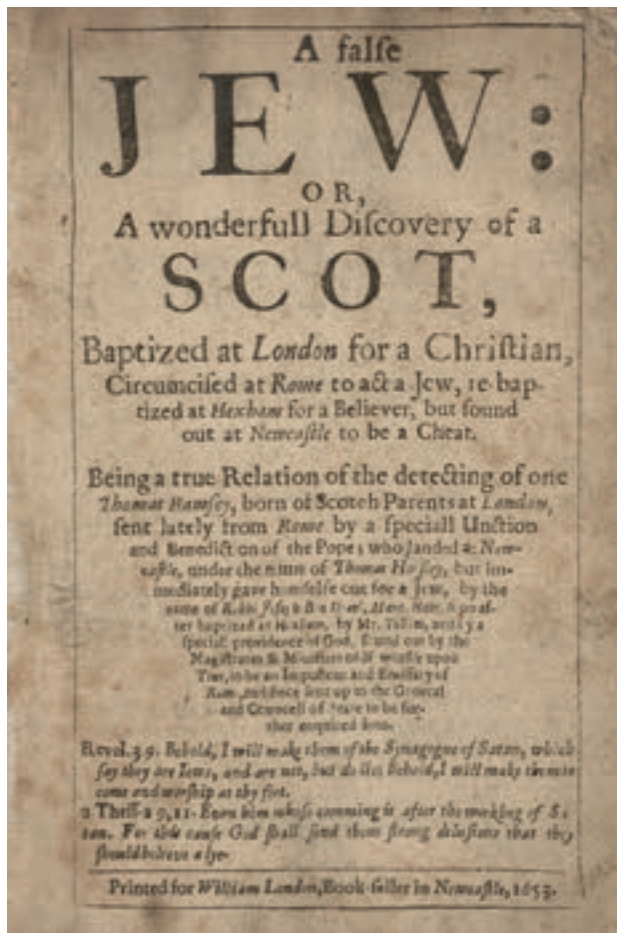 A falſe
JEW:
OR,
A wonderfull Diſcovery of a
SCOT,
Baptized at London for a Chriſtian,
Circumciſed at Rome to act a Jew, re-bap-
tized at Hexham for a Believer, but found
out at Newcaſtle to be a Cheat.
Being a true Relation of the detecting of one
Thomas Ramſey, born of Scotch Parents at London,
ſent lately from Rome by a ſpeciall Unction
and Benediction of the Pope; who landed at New-
caſtle, under the name of Thomas Horſley, but im-
mediately gave himſelfe out for a Jew, by the
name of
ter baptized at Hexham, by Mr. Tillam, and by a
ſpecial providence of God, found out by the
Magiſtrates & Miniſters of Newcaſtle upon
Tine, to be an Impoſtour and Emiſſary of
Rome, and ſince ſent up to the Generall
and Councell of State to be fur-
ther enquired into.
Revel. 3 9. Behold, I will make them of the Synagogue of Satan, which
ſay they are Iews, and are not, but do lie; behold, I will make them to
come and worſhip at thy feet.
2 Theſſ. 2 9, 11. Even him whoſe comming is after the working of Sa-
tan. For this cauſe God ſhall ſend them ſtrong deluſions that they
ſhould beleeve a lye.
Printed for William London, Book-ſeller in Newcaſtle, 1653.